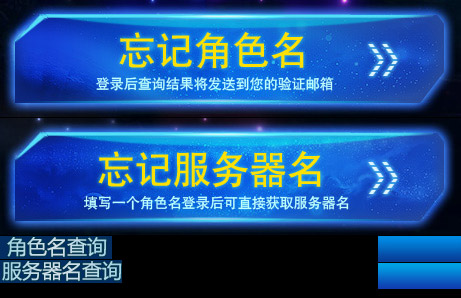 忘记角色名
登录后查询结果将发送到您的验证邮箱
忘记服务器名
填写一个角色名登录后可直接获取服务器名
角色名查询
服务器名查询